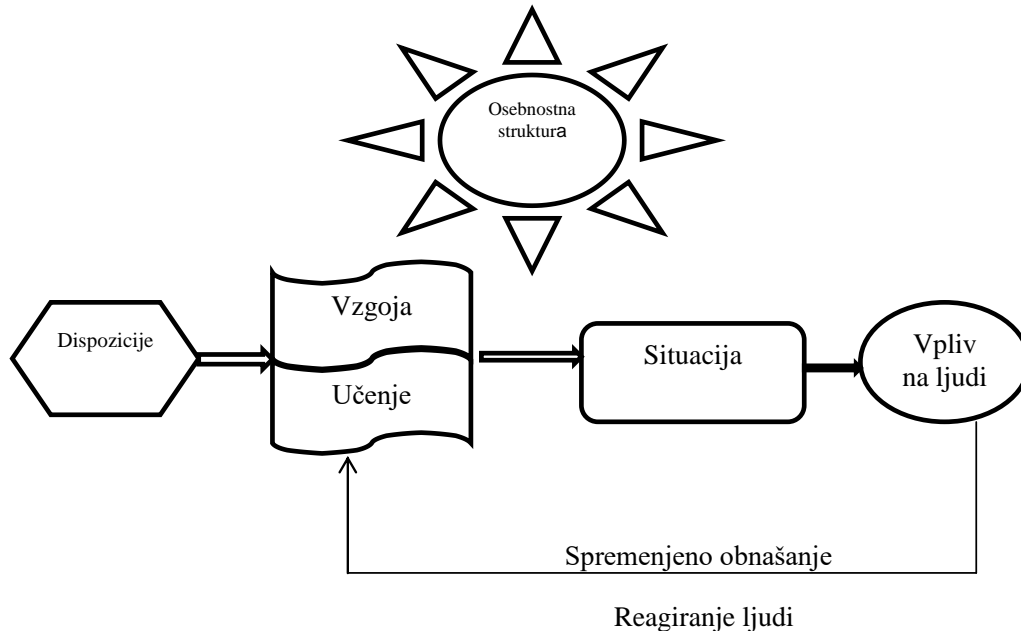 Osebnostna
struktura
Vzgoja
Dispozicije
Učenje
Situacija
Vpliv
na ljudi
Spremenjeno obnašanje
Reagiranje ljudi